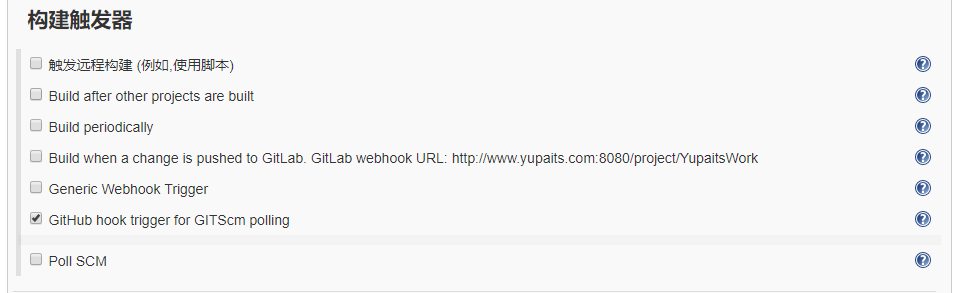 构建触发器
触发远程构建 (例如,使用脚本)
Build after other projects are built
Build periodically
Build when a change is pushed to GitLab. GitLab webhook URL: http://www.yupaits.com:8080/project/YupaitsWork
Generic Webhook Trigger
GitHub hook trigger for GITScm polling
Poll SCM